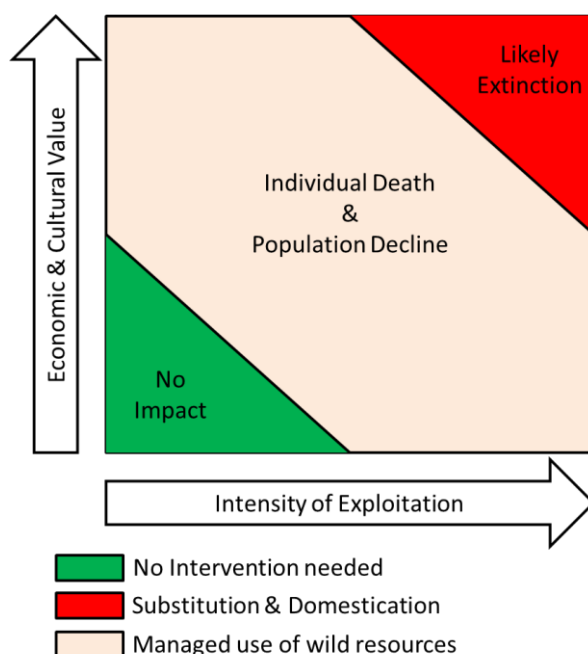 Economic & Cultural Value
Likely
Extinction
Individual Death
&
Population Decline
No
Impact
Intensity of Exploitation
No Intervention needed
Substitution & Domestication
Managed use of wild resources